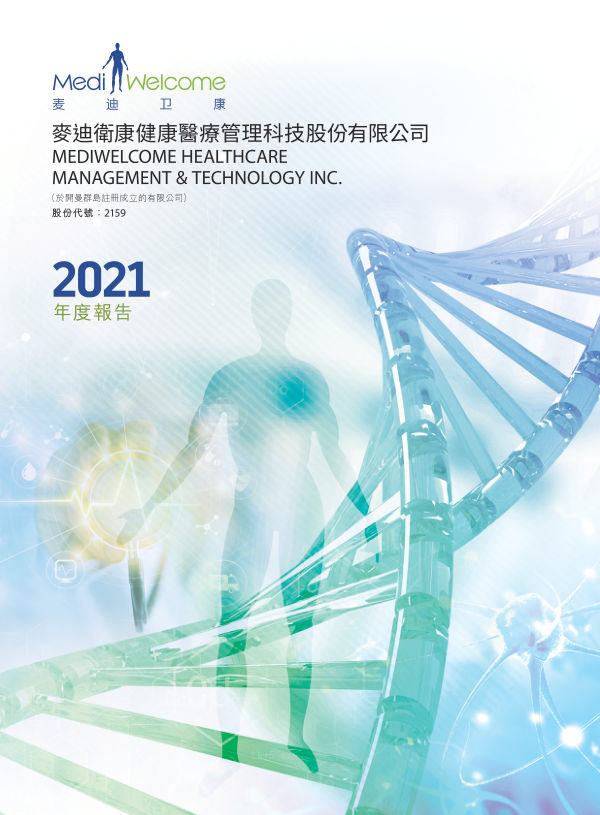 Medi Welcome
麦迪卫康
麥迪衛康健康醫療管理科技股份有限公司
MEDIWELCOME HEALTHCARE
MANAGEMENT & TECHNOLOGY INC.
(於開曼群島註冊成立的有限公司)
股份代號：2159
2021
年度報告